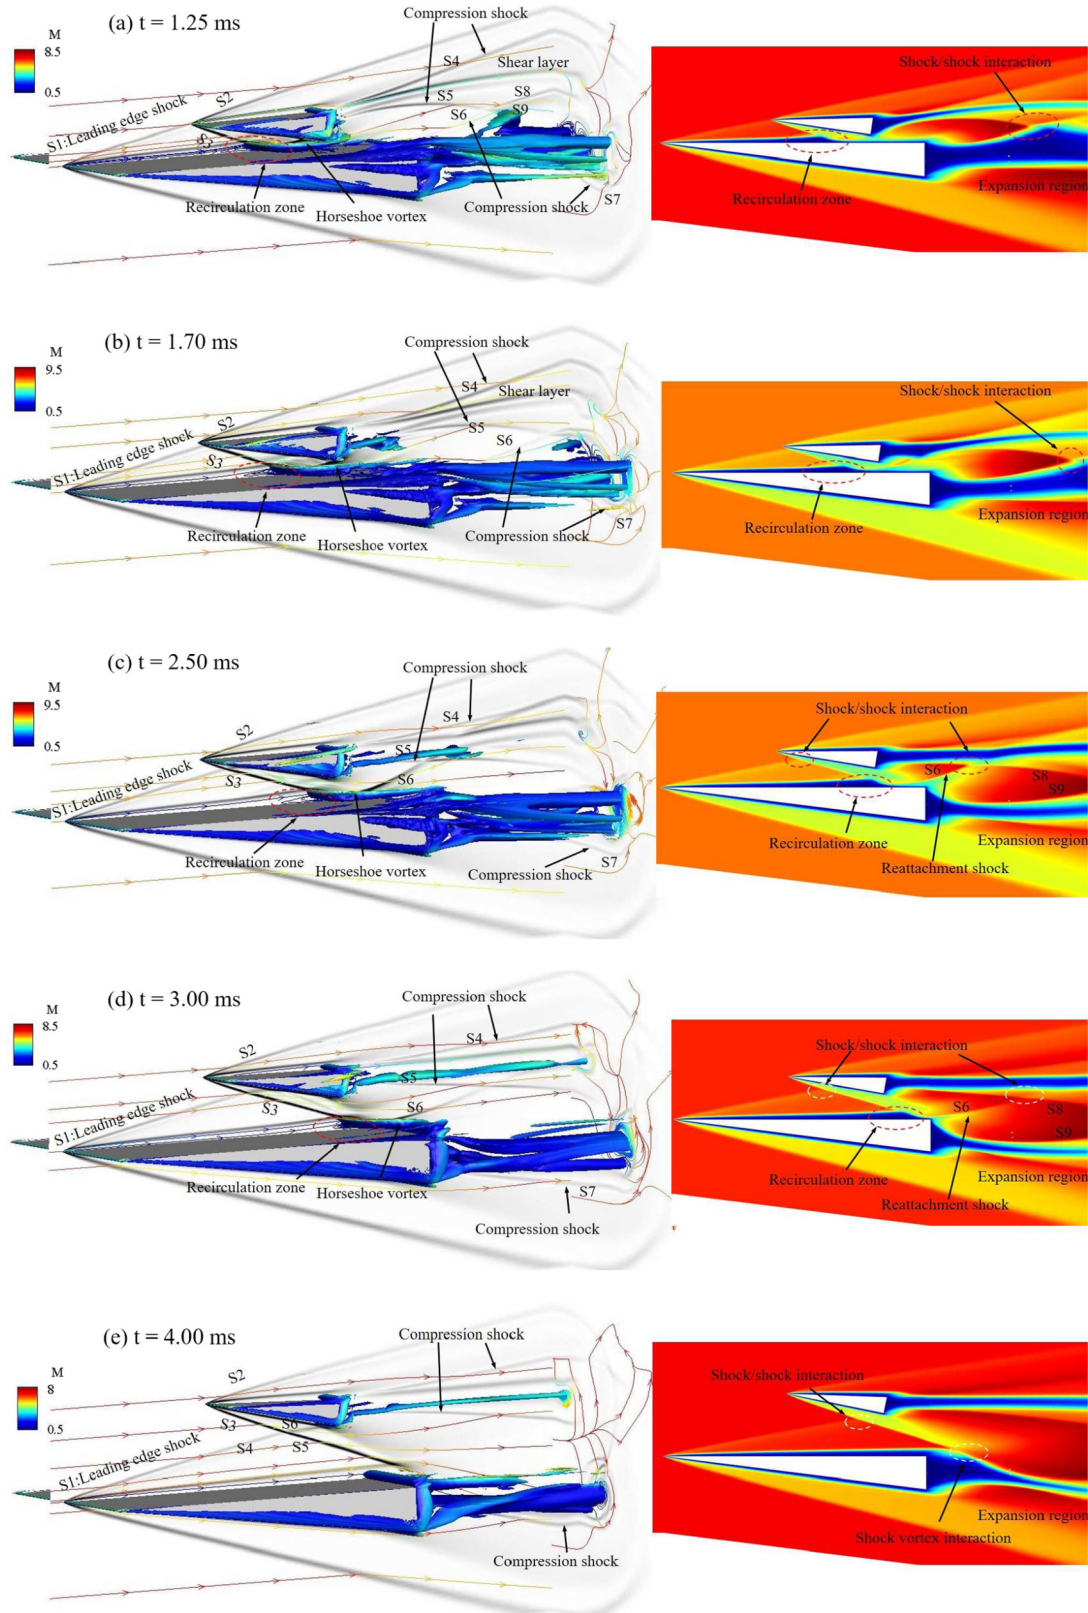 (a) t = 1.25 ms
Compression shock
M
8.5
0.5
S4
Shear layer
S2
S5
S8
S9
S6
S1:Leading edge shock
S3
Recirculation zone
Horseshoe vortex
Compression shock
S7
Shock/shock interaction
Recirculation zone
Expansion region
(b) t = 1.70 ms
Compression shock
M
9.5
0.5
S4
Shear layer
S2
S5
S6
S1:Leading edge shock
S3
Recirculation zone
Horseshoe vortex
Compression shock
S7
Shock/shock interaction
Recirculation zone
Expansion region
(c) t = 2.50 ms
Compression shock
M
9.5
0.5
S4
S2
S5
S6
S1:Leading edge shock
S3
Recirculation zone
Horseshoe vortex
Compression shock
S7
Shock/shock interaction
S6
S8
S9
Recirculation zone
Expansion region
Reattachment shock
(d) t = 3.00 ms
Compression shock
M
8.5
0.5
S4
S2
S5
S6
S1:Leading edge shock
S3
Recirculation zone
Horseshoe vortex
S7
Compression shock
Shock/shock interaction
S6
S8
S9
Recirculation zone
Expansion region
Reattachment shock
(e) t = 4.00 ms
Compression shock
M
8
0.5
S2
S3
S6
S4
S5
S1:Leading edge shock
Compression shock
Shock/shock interaction
Expansion region
Shock vortex interaction